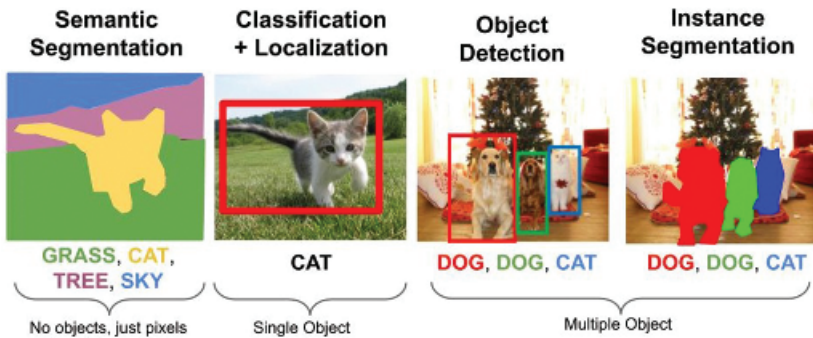 Semantic
Segmentation
Classification
+ Localization
Object
Detection
Instance
Segmentation
GRASS, CAT,
TREE, SKY
CAT
DOG, DOG, CAT
DOG, DOG, CAT
No objects, just pixels
Single Object
Multiple Object